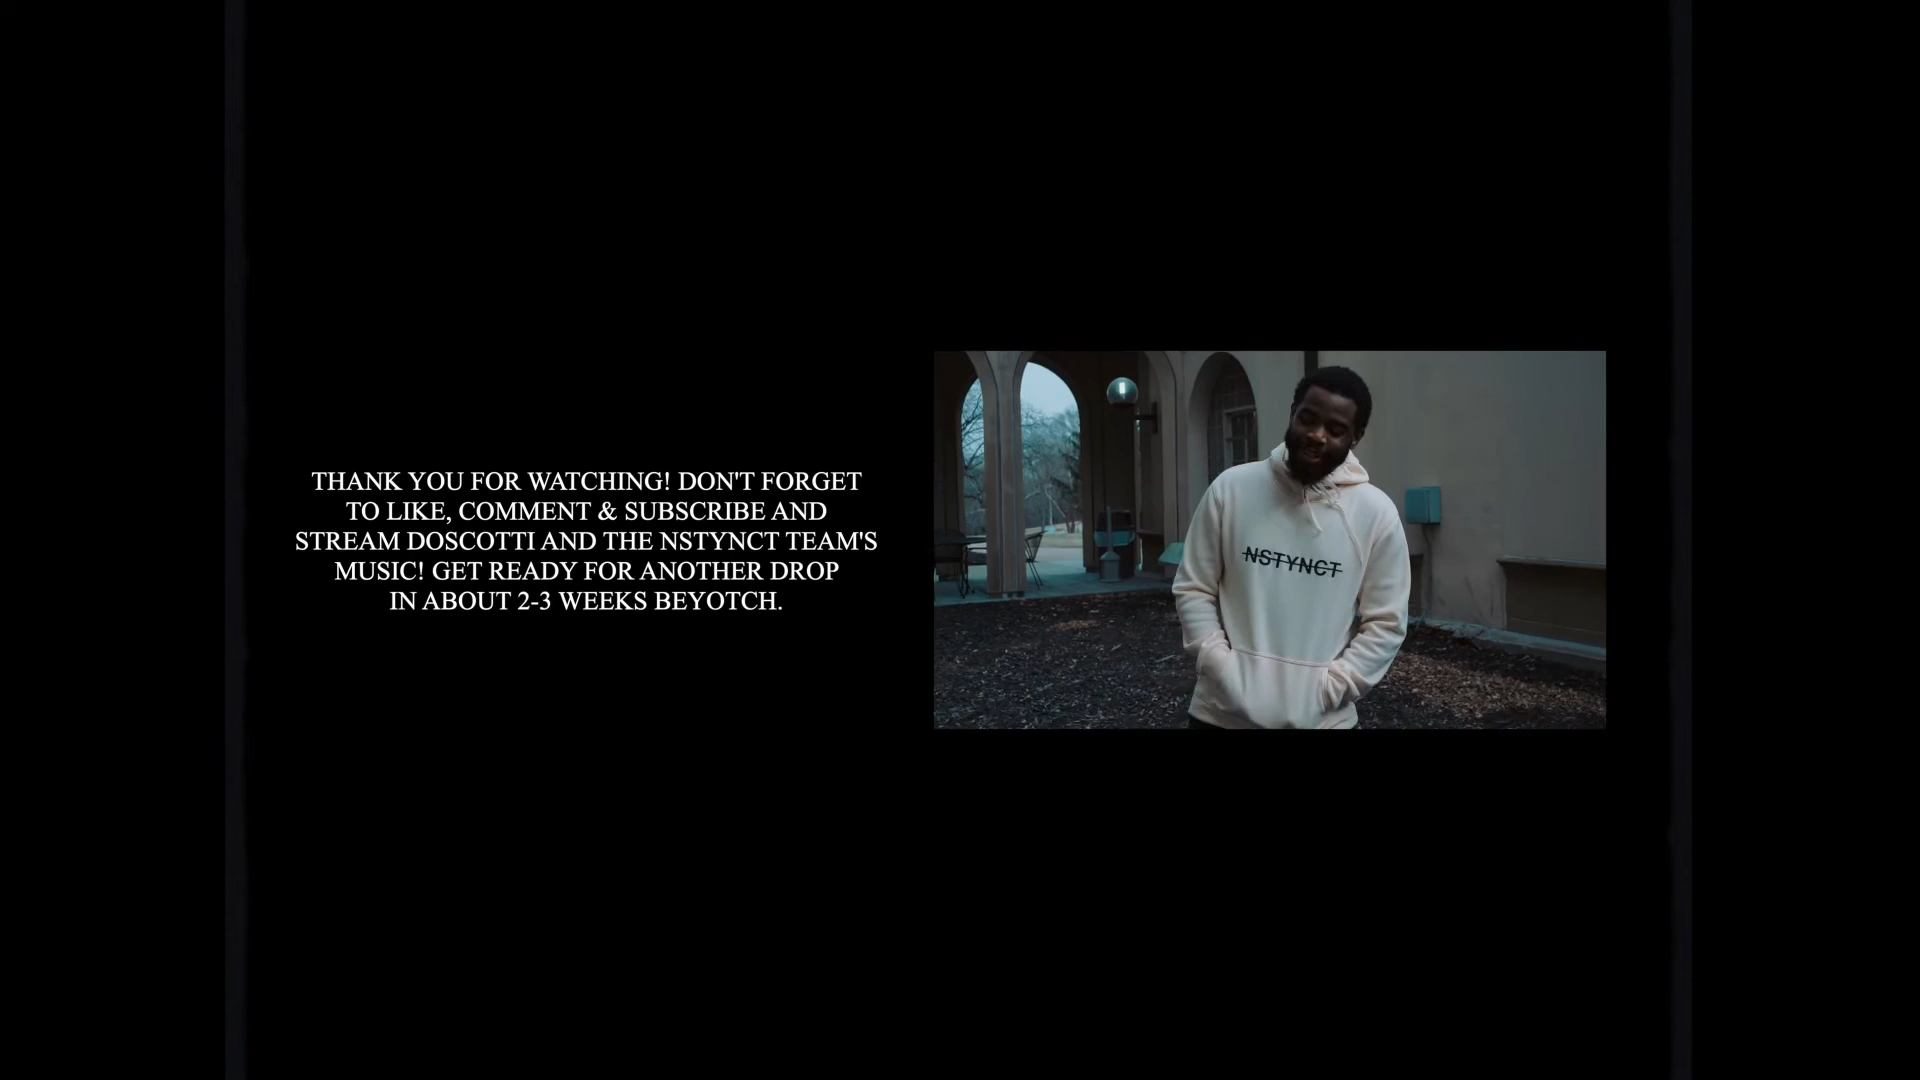 THANK YOU FOR WATCHING! DON'T FORGET
TO LIKE, COMMENT & SUBSCRIBE AND
STREAM DOSCOTTI AND THE NSTYNCT TEAM'S
MUSIC! GET READY FOR ANOTHER DROP
IN ABOUT 2-3 WEEKS BEYOTCH.
NSTYNCT